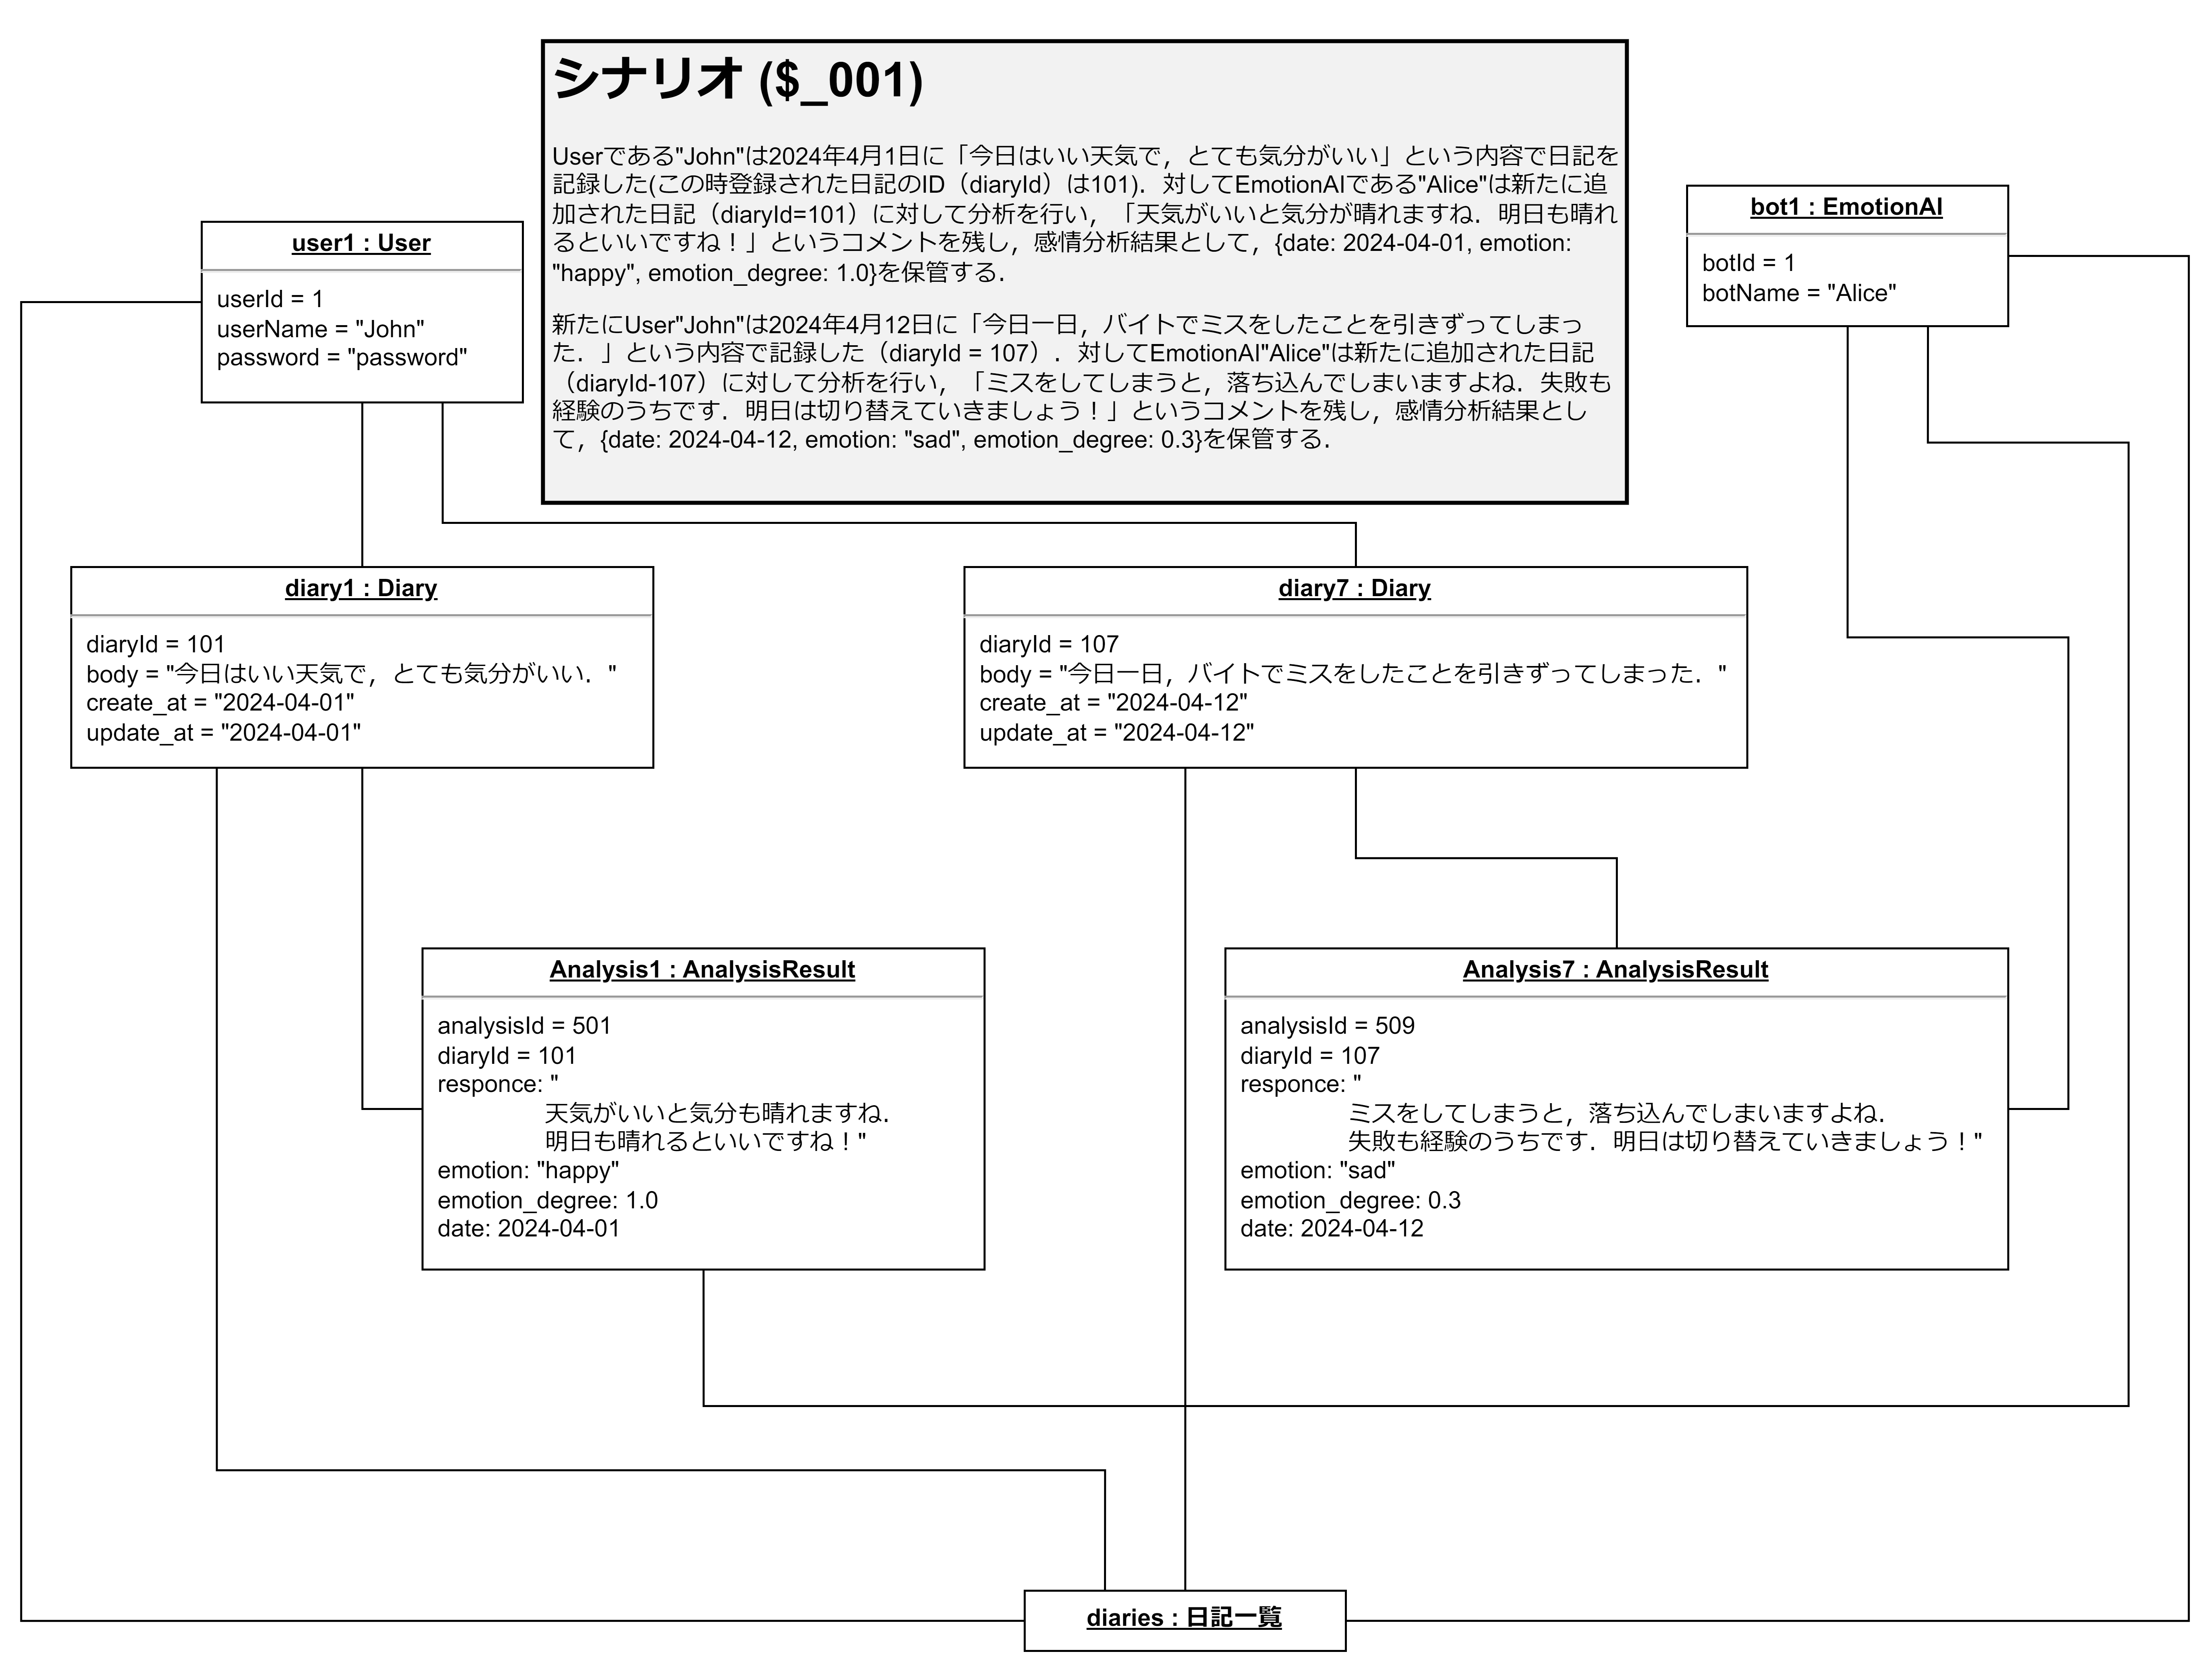 シナリオ ($_001)
Userである"John"は2024年4月1日に「今日はいい天気で，とても気分がいい」という内容で日記を
記録した(この時登録された日記のID（diaryId）は101)．対してEmotionAIである"Alice"は新たに追
加された日記（diaryId=101）に対して分析を行い，「天気がいいと気分が晴れますね．明日も晴れ
るといいですね！」というコメントを残し，感情分析結果として，{date: 2024-04-01, emotion:
"happy", emotion_degree: 1.0}を保管する．
新たにUser"John"は2024年4月12日に「今日一日，バイトでミスをしたことを引きずってしまっ
た．」という内容で記録した（diaryId = 107）．対してEmotionAI"Alice"は新たに追加された日記
（diaryId-107）に対して分析を行い，「ミスをしてしまうと，落ち込んでしまいますよね．失敗も
経験のうちです．明日は切り替えていきましょう！」というコメントを残し，感情分析結果とし
て，{date: 2024-04-12, emotion: "sad", emotion_degree: 0.3}を保管する．
user1 : User
userId = 1
userName = "John"
password = "password"
bot1 : EmotionAI
botId = 1
botName = "Alice"
diary1 : Diary
diaryId = 101
body = "今日はいい天気で，とても気分がいい．"
create_at = "2024-04-01"
update_at = "2024-04-01"
diary7 : Diary
diaryId = 107
body = "今日一日，バイトでミスをしたことを引きずってしまった．"
create_at = "2024-04-12"
update_at = "2024-04-12"
Analysis1 : AnalysisResult
analysisId = 501
diaryId = 101
responce: "
天気がいいと気分も晴れますね．
明日も晴れるといいですね！"
emotion: "happy"
emotion_degree: 1.0
date: 2024-04-01
Analysis7 : AnalysisResult
analysisId = 509
diaryId = 107
responce: "
ミスをしてしまうと，落ち込んでしまいますよね．
失敗も経験のうちです．明日は切り替えていきましょう！"
emotion: "sad"
emotion_degree: 0.3
date: 2024-04-12
diaries : 日記一覧